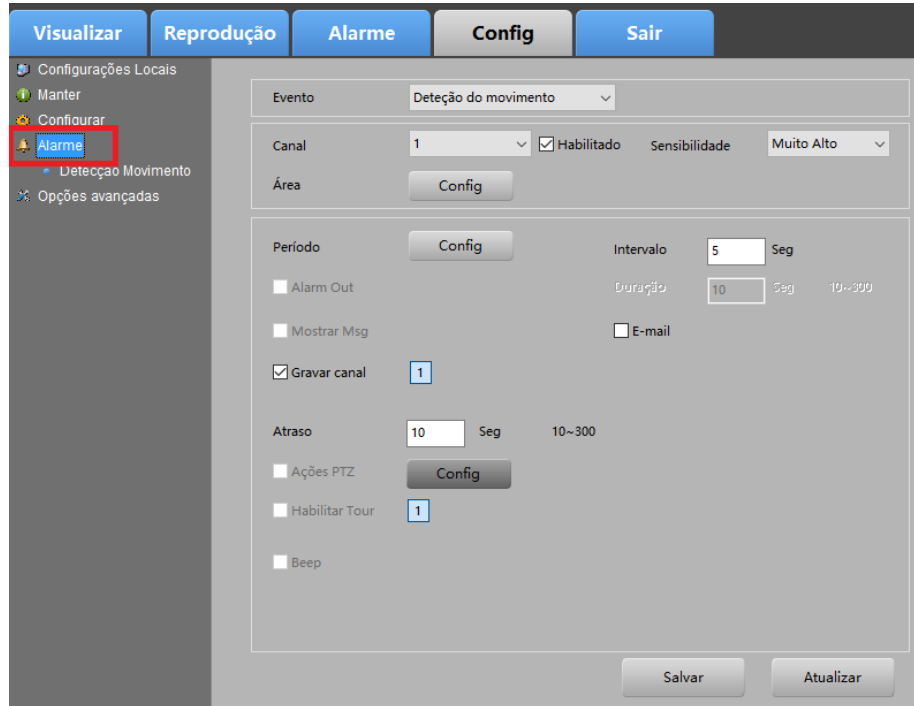 Visualizar Reprodução Alarme Config Sair
Configurações Locais
Manter
Configurar
Alarme
Detecção Movimento
Opções avançadas
Evento Deteção do movimento
Canal 1 Habilitado Sensibilidade Muito Alto
Área Config
Período Config Intervalo 5 Seg
Alarm Out Duração 10 Seg 10~300
Mostrar Msg E-mail
Gravar canal 1
Atraso 10 Seg 10~300
Ações PTZ Config
Habilitar Tour 1
Beep
Salvar Atualizar